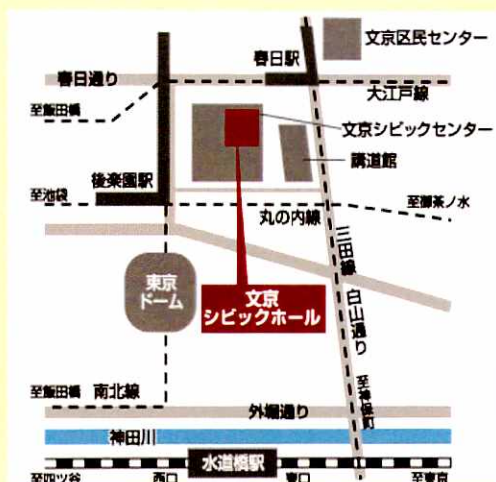 文京区民センター
春日駅
春日通り
大江戸線
至飯田橋
文京シビックセンター
講道館
後楽園駅
至池袋
丸の内線
至御茶ノ水
三田線
白山通り
至神保町
東京
ドーム
文京
シビックホール
至飯田橋
南北線
外堀通り
神田川
水道橋駅
至四ツ谷
西口
東口
至東京